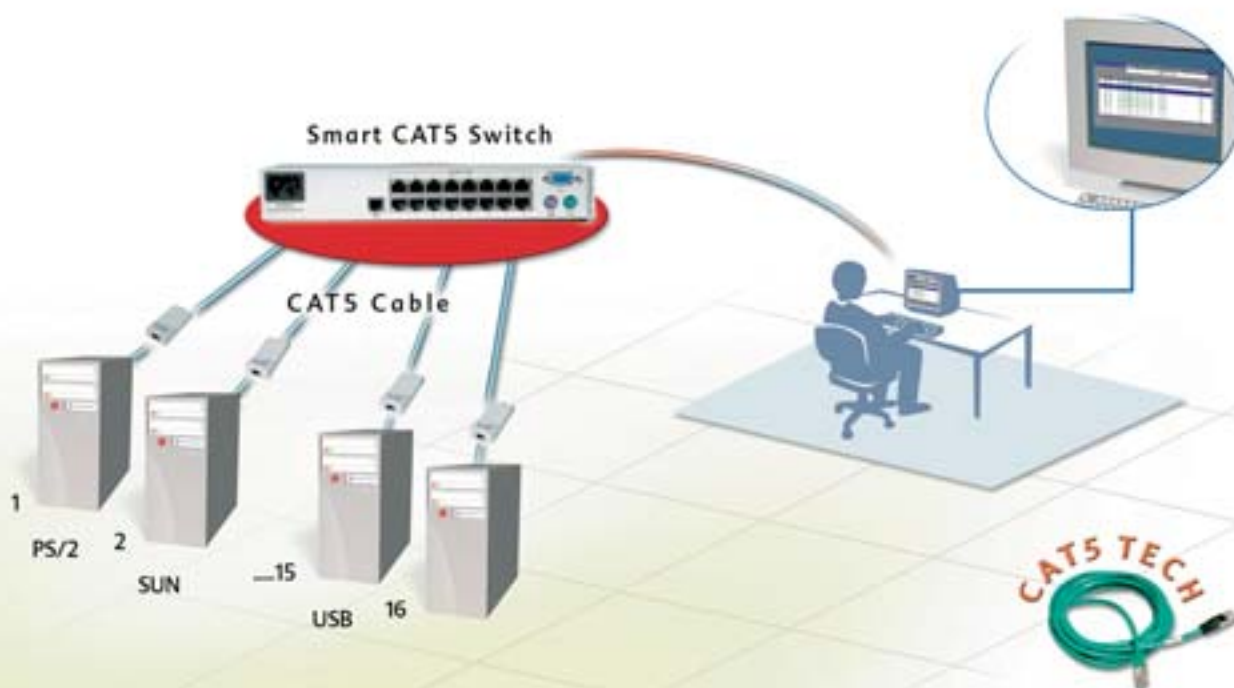 Smart CAT5 Switch
CAT5 Cable
1
PS/2
2
SUN
...15
USB
16
CAT5 TECH